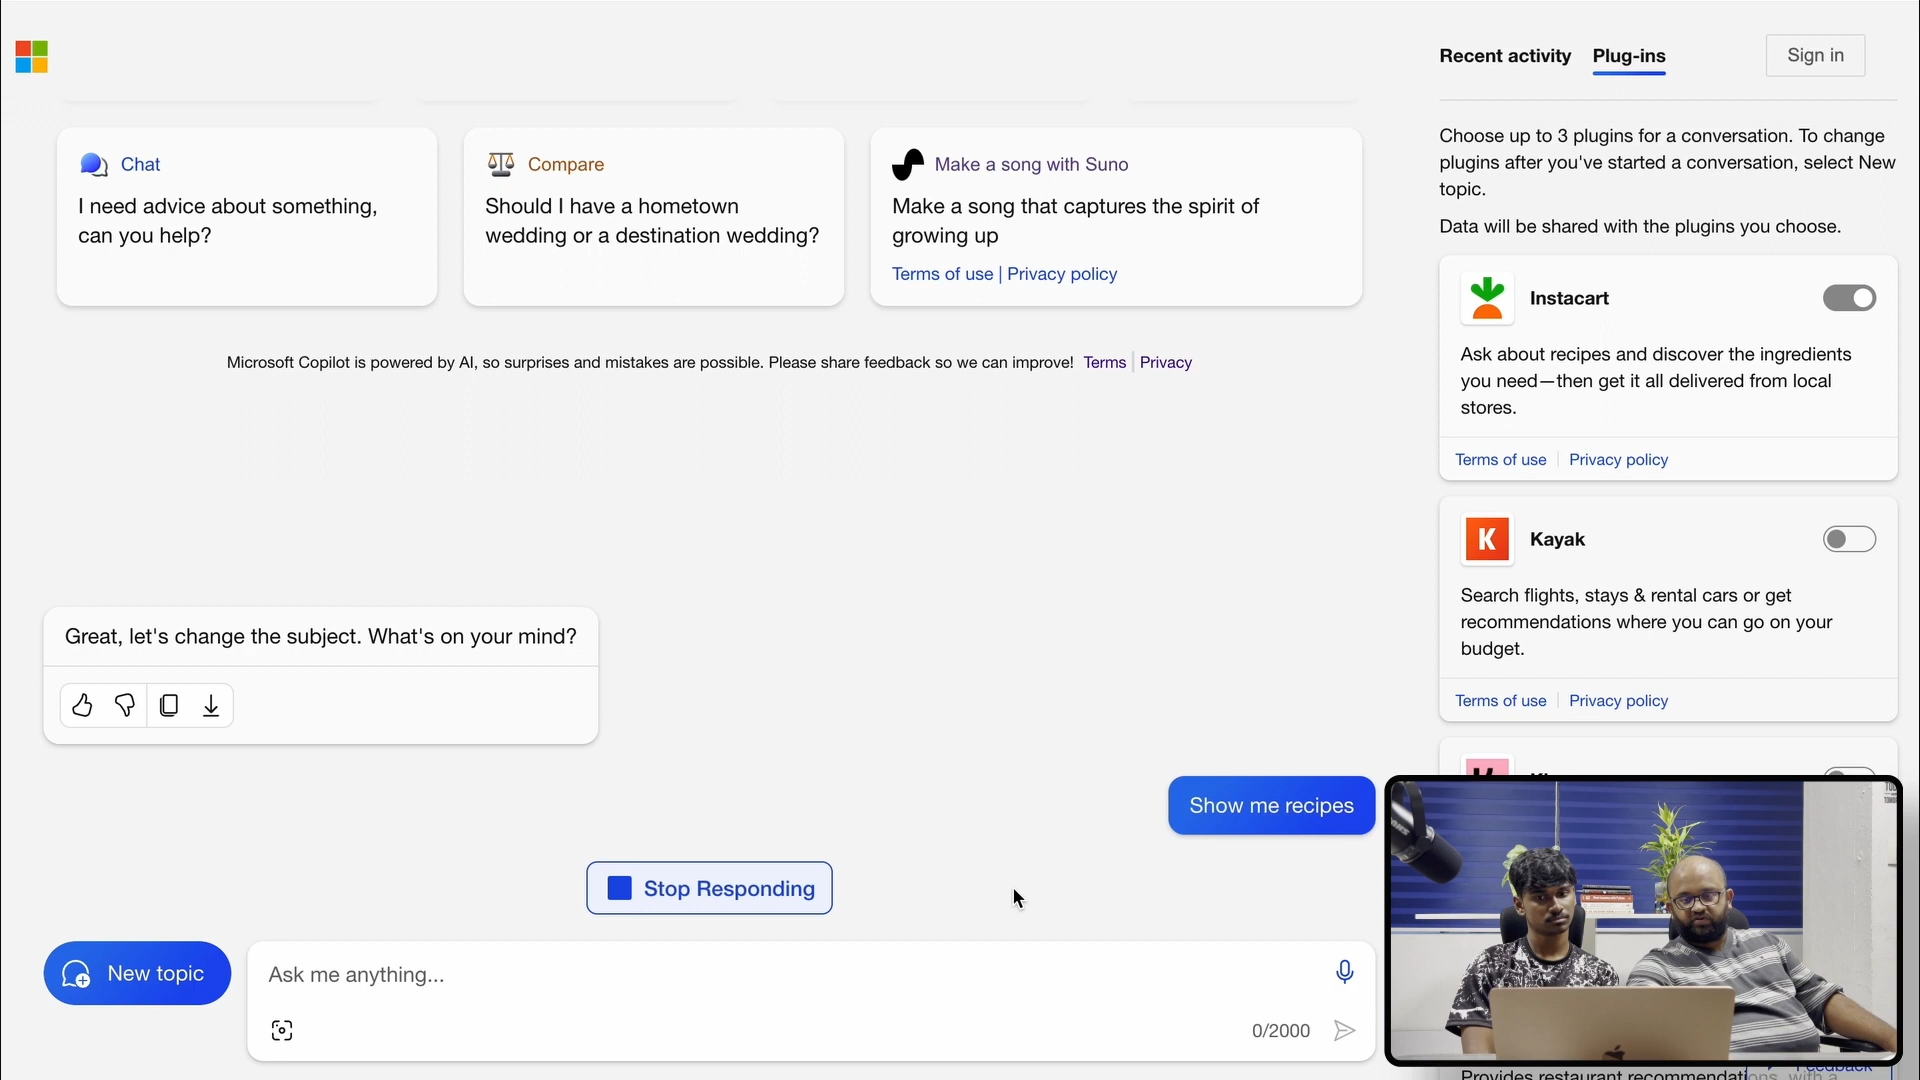 Recent activity
Plug-ins
Sign in
Chat
I need advice about something,
can you help?
Compare
Should I have a hometown
wedding or a destination wedding?
Make a song with Suno
Make a song that captures the spirit of
growing up
Terms of use | Privacy policy
Microsoft Copilot is powered by AI, so surprises and mistakes are possible. Please share feedback so we can improve! Terms Privacy
Great, let's change the subject. What's on your mind?
Show me recipes
Stop Responding
New topic
Ask me anything...
0/2000
Choose up to 3 plugins for a conversation. To change
plugins after you've started a conversation, select New
topic.
Data will be shared with the plugins you choose.
Instacart
Ask about recipes and discover the ingredients
you need—then get it all delivered from local
stores.
Terms of use Privacy policy
K
Kayak
Search flights, stays & rental cars or get
recommendations where you can go on your
budget.
Terms of use Privacy policy
Feedback
Provides restaurant recommendations, with a